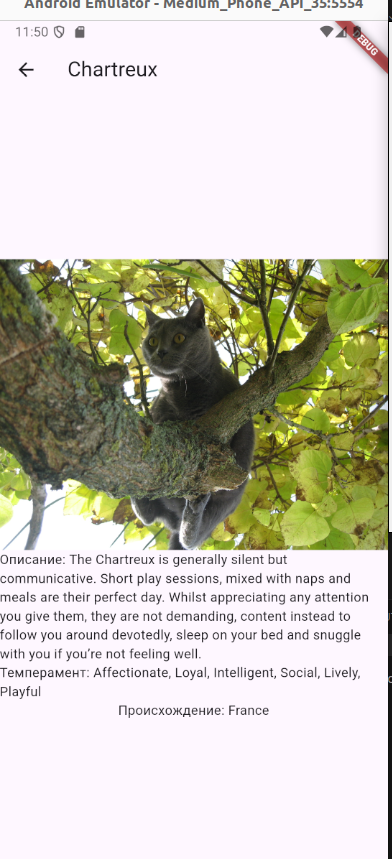 Android Emulator - Medium_Phone_API_35:5554
11:50
DEBUG
Chartreux
Описание: The Chartreux is generally silent but
communicative. Short play sessions, mixed with naps and
meals are their perfect day. Whilst appreciating any attention
you give them, they are not demanding, content instead to
follow you around devotedly, sleep on your bed and snuggle
with you if you're not feeling well.
Темперамент: Affectionate, Loyal, Intelligent, Social, Lively,
Playful
Происхождение: France